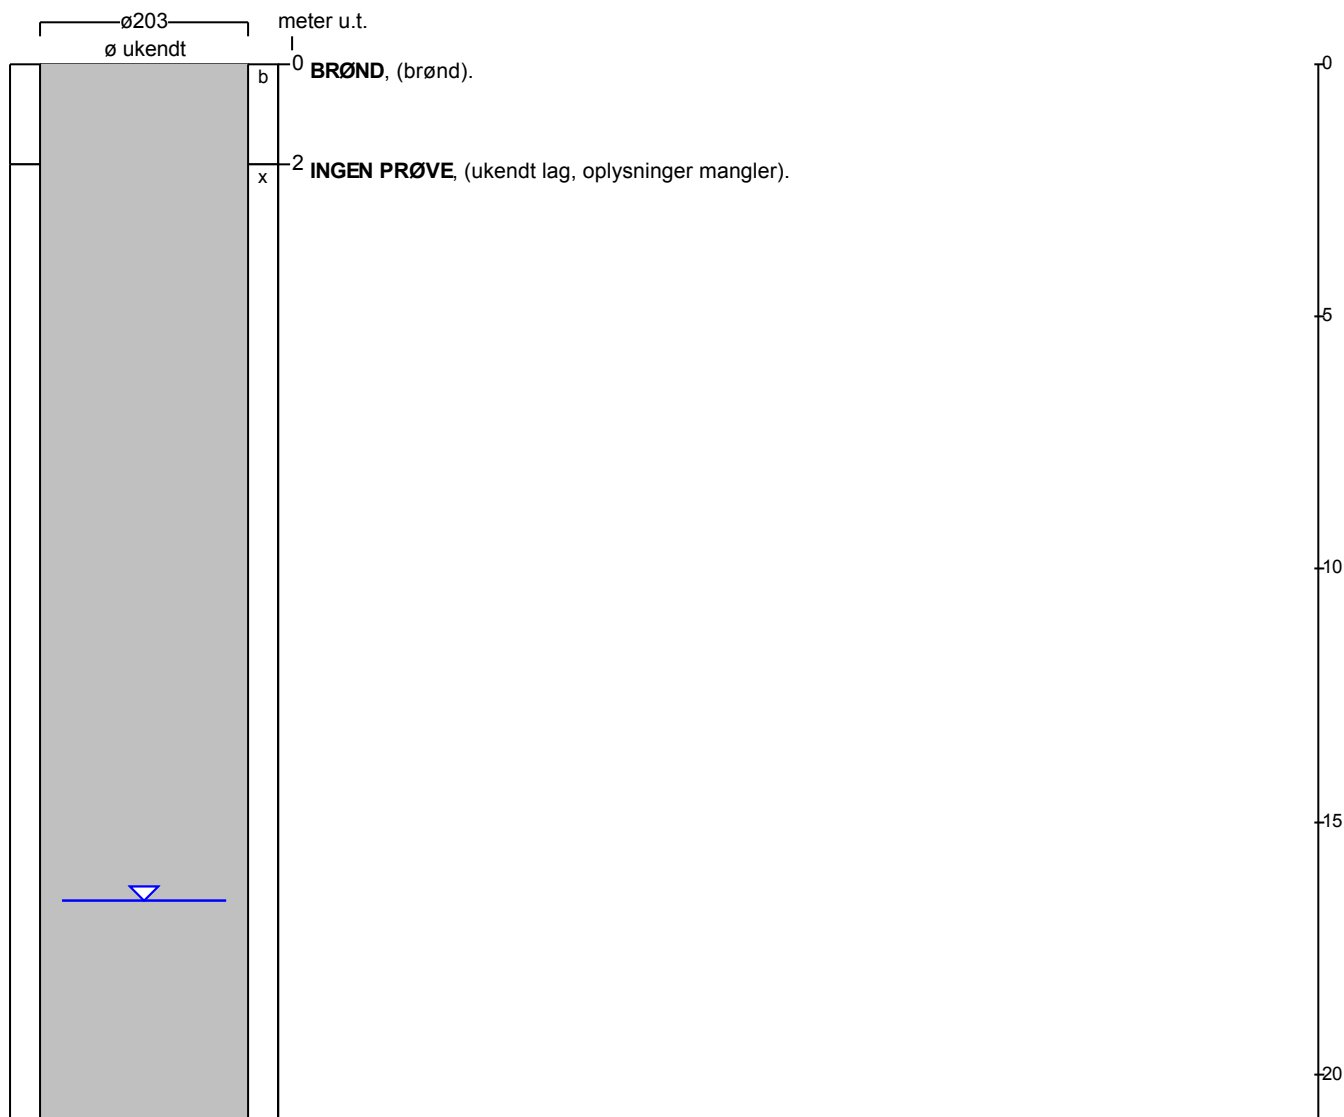 ø203 meter u.t.
ø ukendt
0 BRØND, (brønd). 0
b
2 INGEN PRØVE, (ukendt lag, oplysninger mangler).
x
5
10
15
20